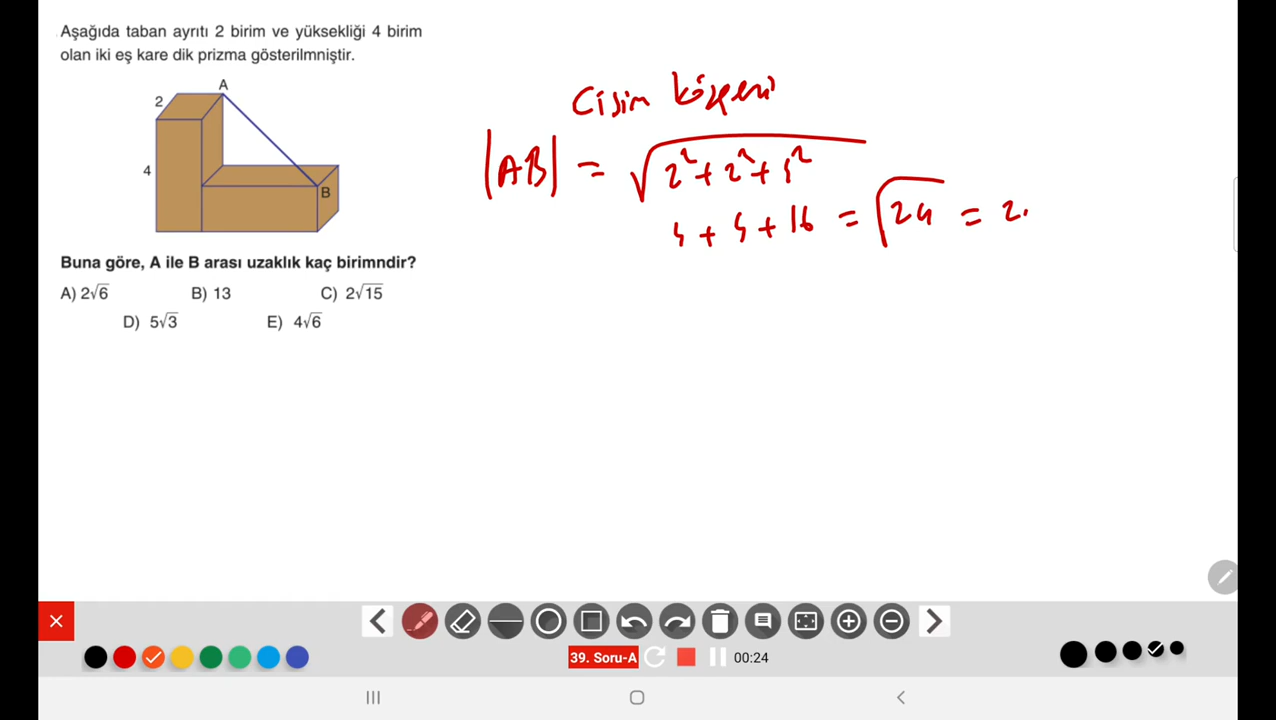 Aşağıda taban ayrıtı 2 birim ve yüksekliği 4 birim
olan iki eş kare dik prizma gösterilmniştir.
A
2
4
B
Buna göre, A ile B arası uzaklık kaç birimndir?
A) 2√6 B) 13 C) 2√15
D) 5√3 E) 4√6
Cisim köşegeni
|AB| = √2² + 2² + 4²
4 + 4 + 16 = √24 = 2.
39. Soru-A
00:24